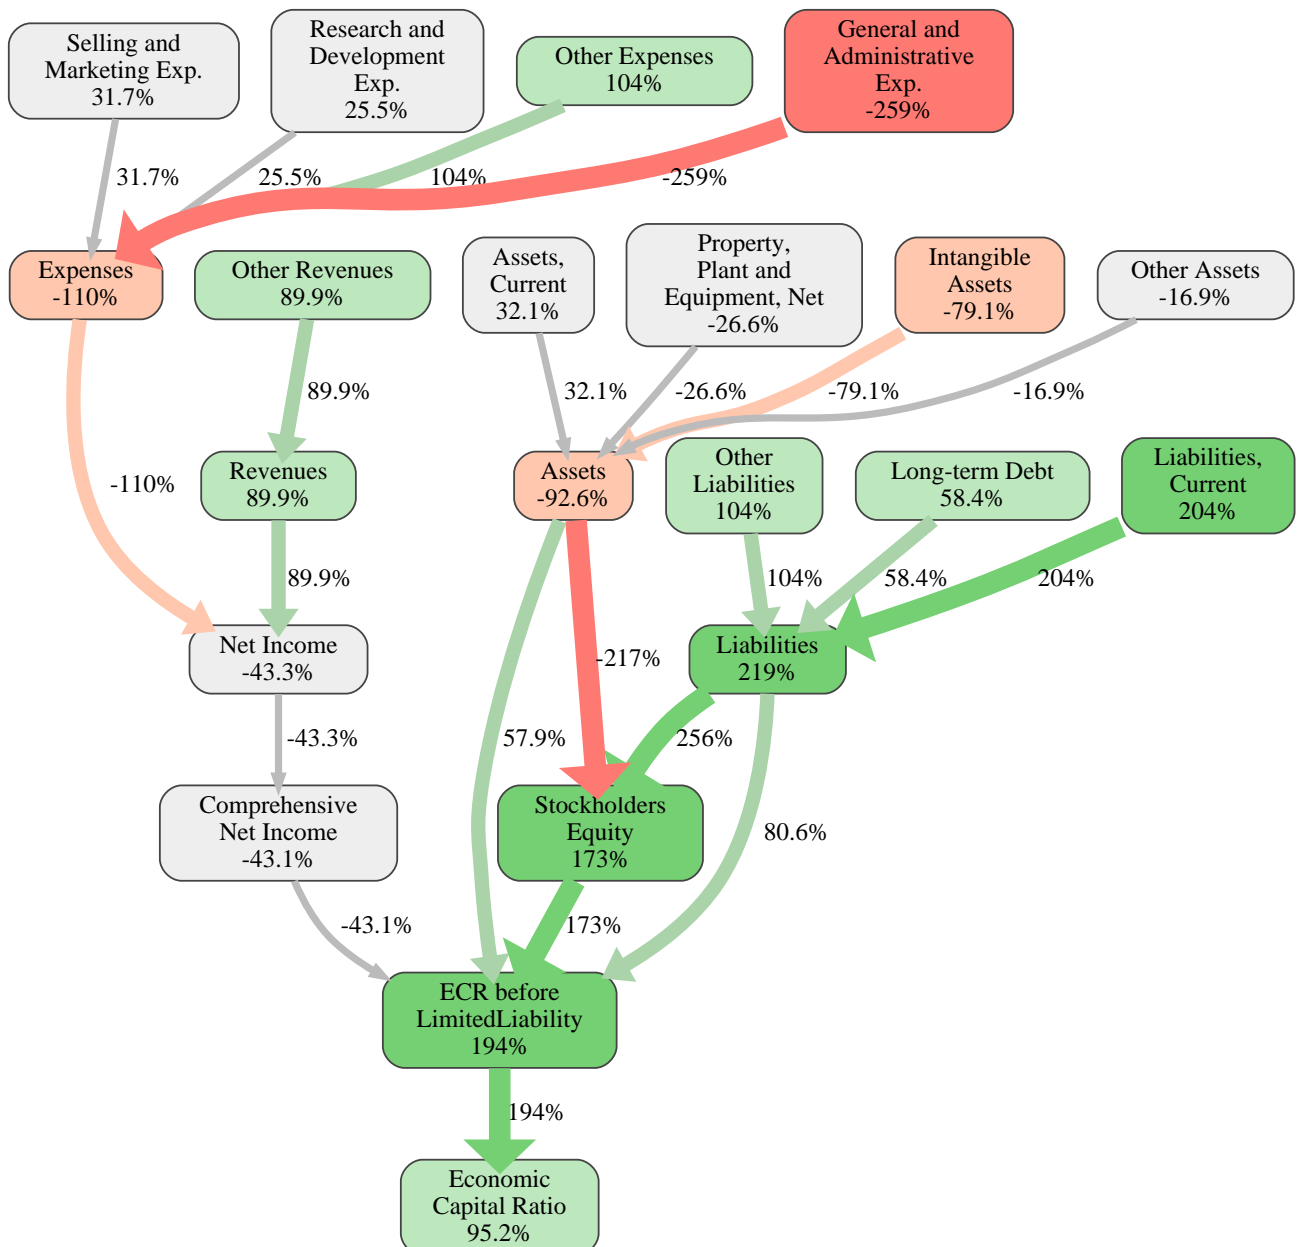 Selling and
Marketing Exp.
31.7%
Research and
Development
Exp.
25.5%
Other Expenses
104%
General and
Administrative
Exp.
-259%
31.7%
25.5%
104%
-259%
Expenses
-110%
Other Revenues
89.9%
Assets,
Current
32.1%
Property,
Plant and
Equipment, Net
-26.6%
Intangible
Assets
-79.1%
Other Assets
-16.9%
89.9%
32.1%
-26.6%
-79.1%
-16.9%
-110%
Revenues
89.9%
Assets
-92.6%
Other
Liabilities
104%
Long-term Debt
58.4%
Liabilities,
Current
204%
89.9%
104%
58.4%
204%
Net Income
-43.3%
-217%
Liabilities
219%
-43.3%
57.9%
256%
Comprehensive
Net Income
-43.1%
Stockholders
Equity
173%
80.6%
-43.1%
173%
ECR before
LimitedLiability
194%
194%
Economic
Capital Ratio
95.2%